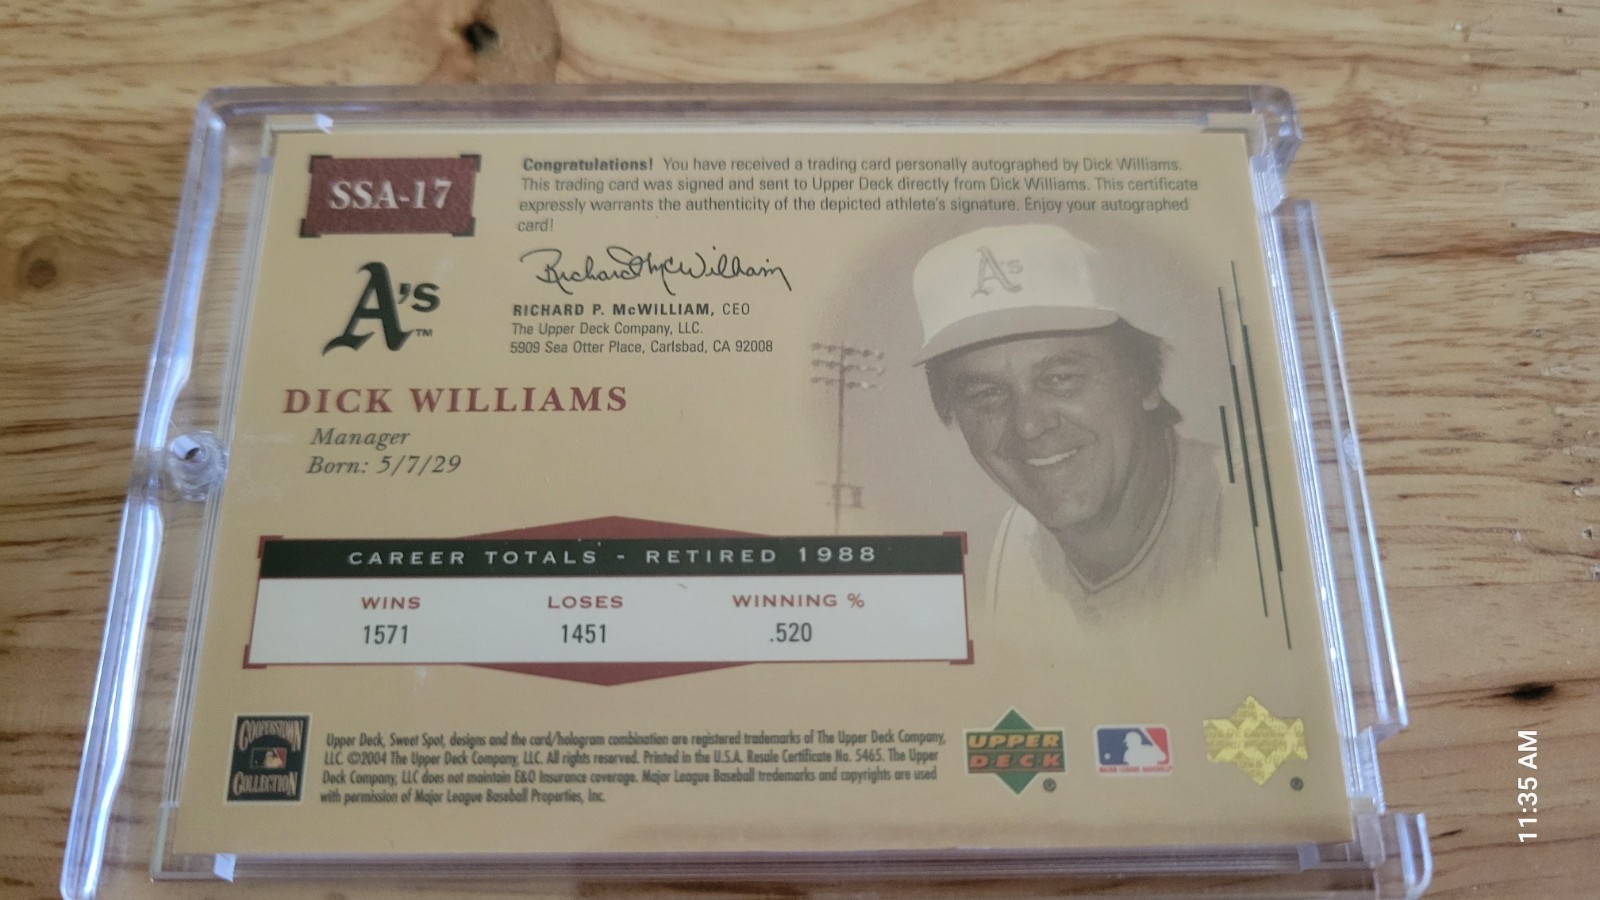 SSA-17
Congratulations! You have received a trading card personally autographed by Dick Williams.
This trading card was signed and sent to Upper Deck directly from Dick Williams. This certificate
expressly warrants the authenticity of the depicted athlete's signature. Enjoy your autographed
card!
A's
A's™
Richard McWilliam
RICHARD P. McWILLIAM, CEO
The Upper Deck Company, LLC.
5909 Sea Otter Place, Carlsbad, CA 92008
DICK WILLIAMS
Manager
Born: 5/7/29
CAREER TOTALS - RETIRED 1988
WINS LOSES WINNING %
1571 1451 .520
COOPERSTOWN
COLLECTION
Upper Deck, Sweet Spot, designs and the card/hologram combination are registered trademarks of The Upper Deck Company,
LLC. ©2004 The Upper Deck Company, LLC. All rights reserved. Printed in the U.S.A. Resale Certificate No. 5465. The Upper
Deck Company, LLC does not maintain E&O Insurance coverage. Major League Baseball trademarks and copyrights are used
with permission of Major League Baseball Properties, Inc.
UPPER
DECK
®
MAJOR LEAGUE BASEBALL
®
11:35 AM